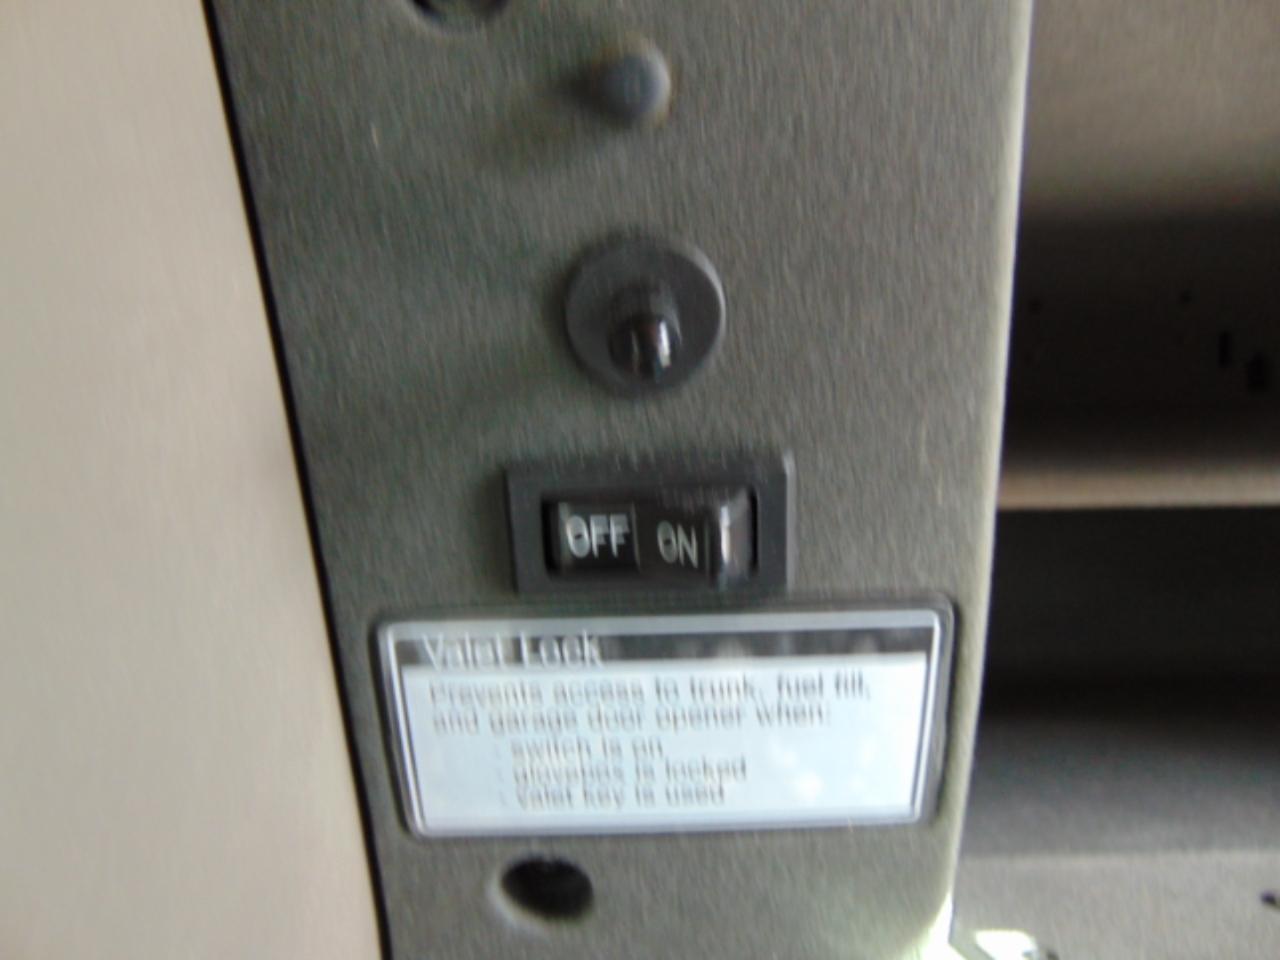 OFF ON
Valet Lock
Prevents access to trunk, fuel fill,
and garage door opener when:
- switch is on
- glovebox is locked
- valet key is used